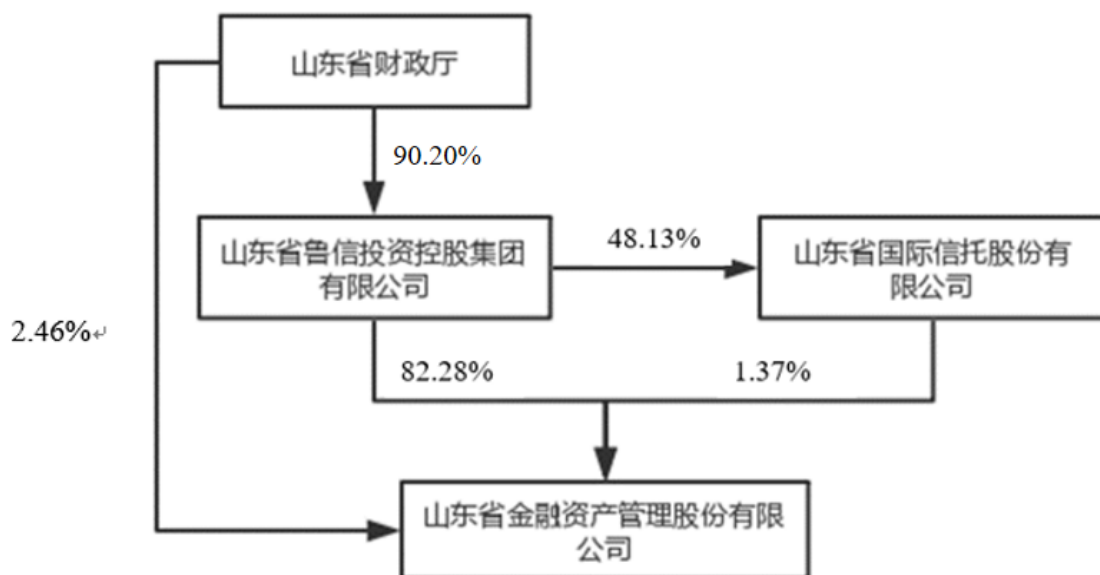 山东省财政厅
90.20%
山东省鲁信投资控股集团
有限公司
48.13%
山东省国际信托股份有
限公司
2.46%↵
82.28%
1.37%
山东省金融资产管理股份有限
公司